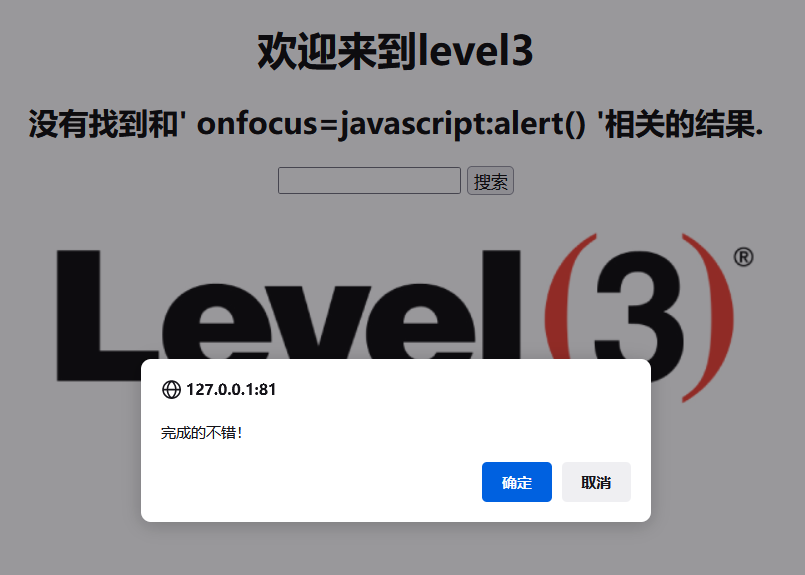 欢迎来到level3
没有找到和' onfocus=javascript:alert() '相关的结果.
搜索
Level(3)®
127.0.0.1:81
完成的不错！
确定 取消